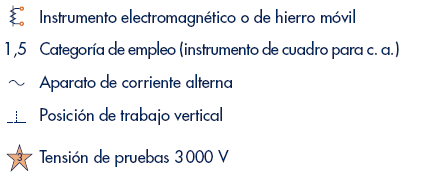 Instrumento electromagnético o de hierro móvil
1,5 Categoría de empleo (instrumento de cuadro para c. a.)
Aparato de corriente alterna
Posición de trabajo vertical
3 Tensión de pruebas 3 000 V